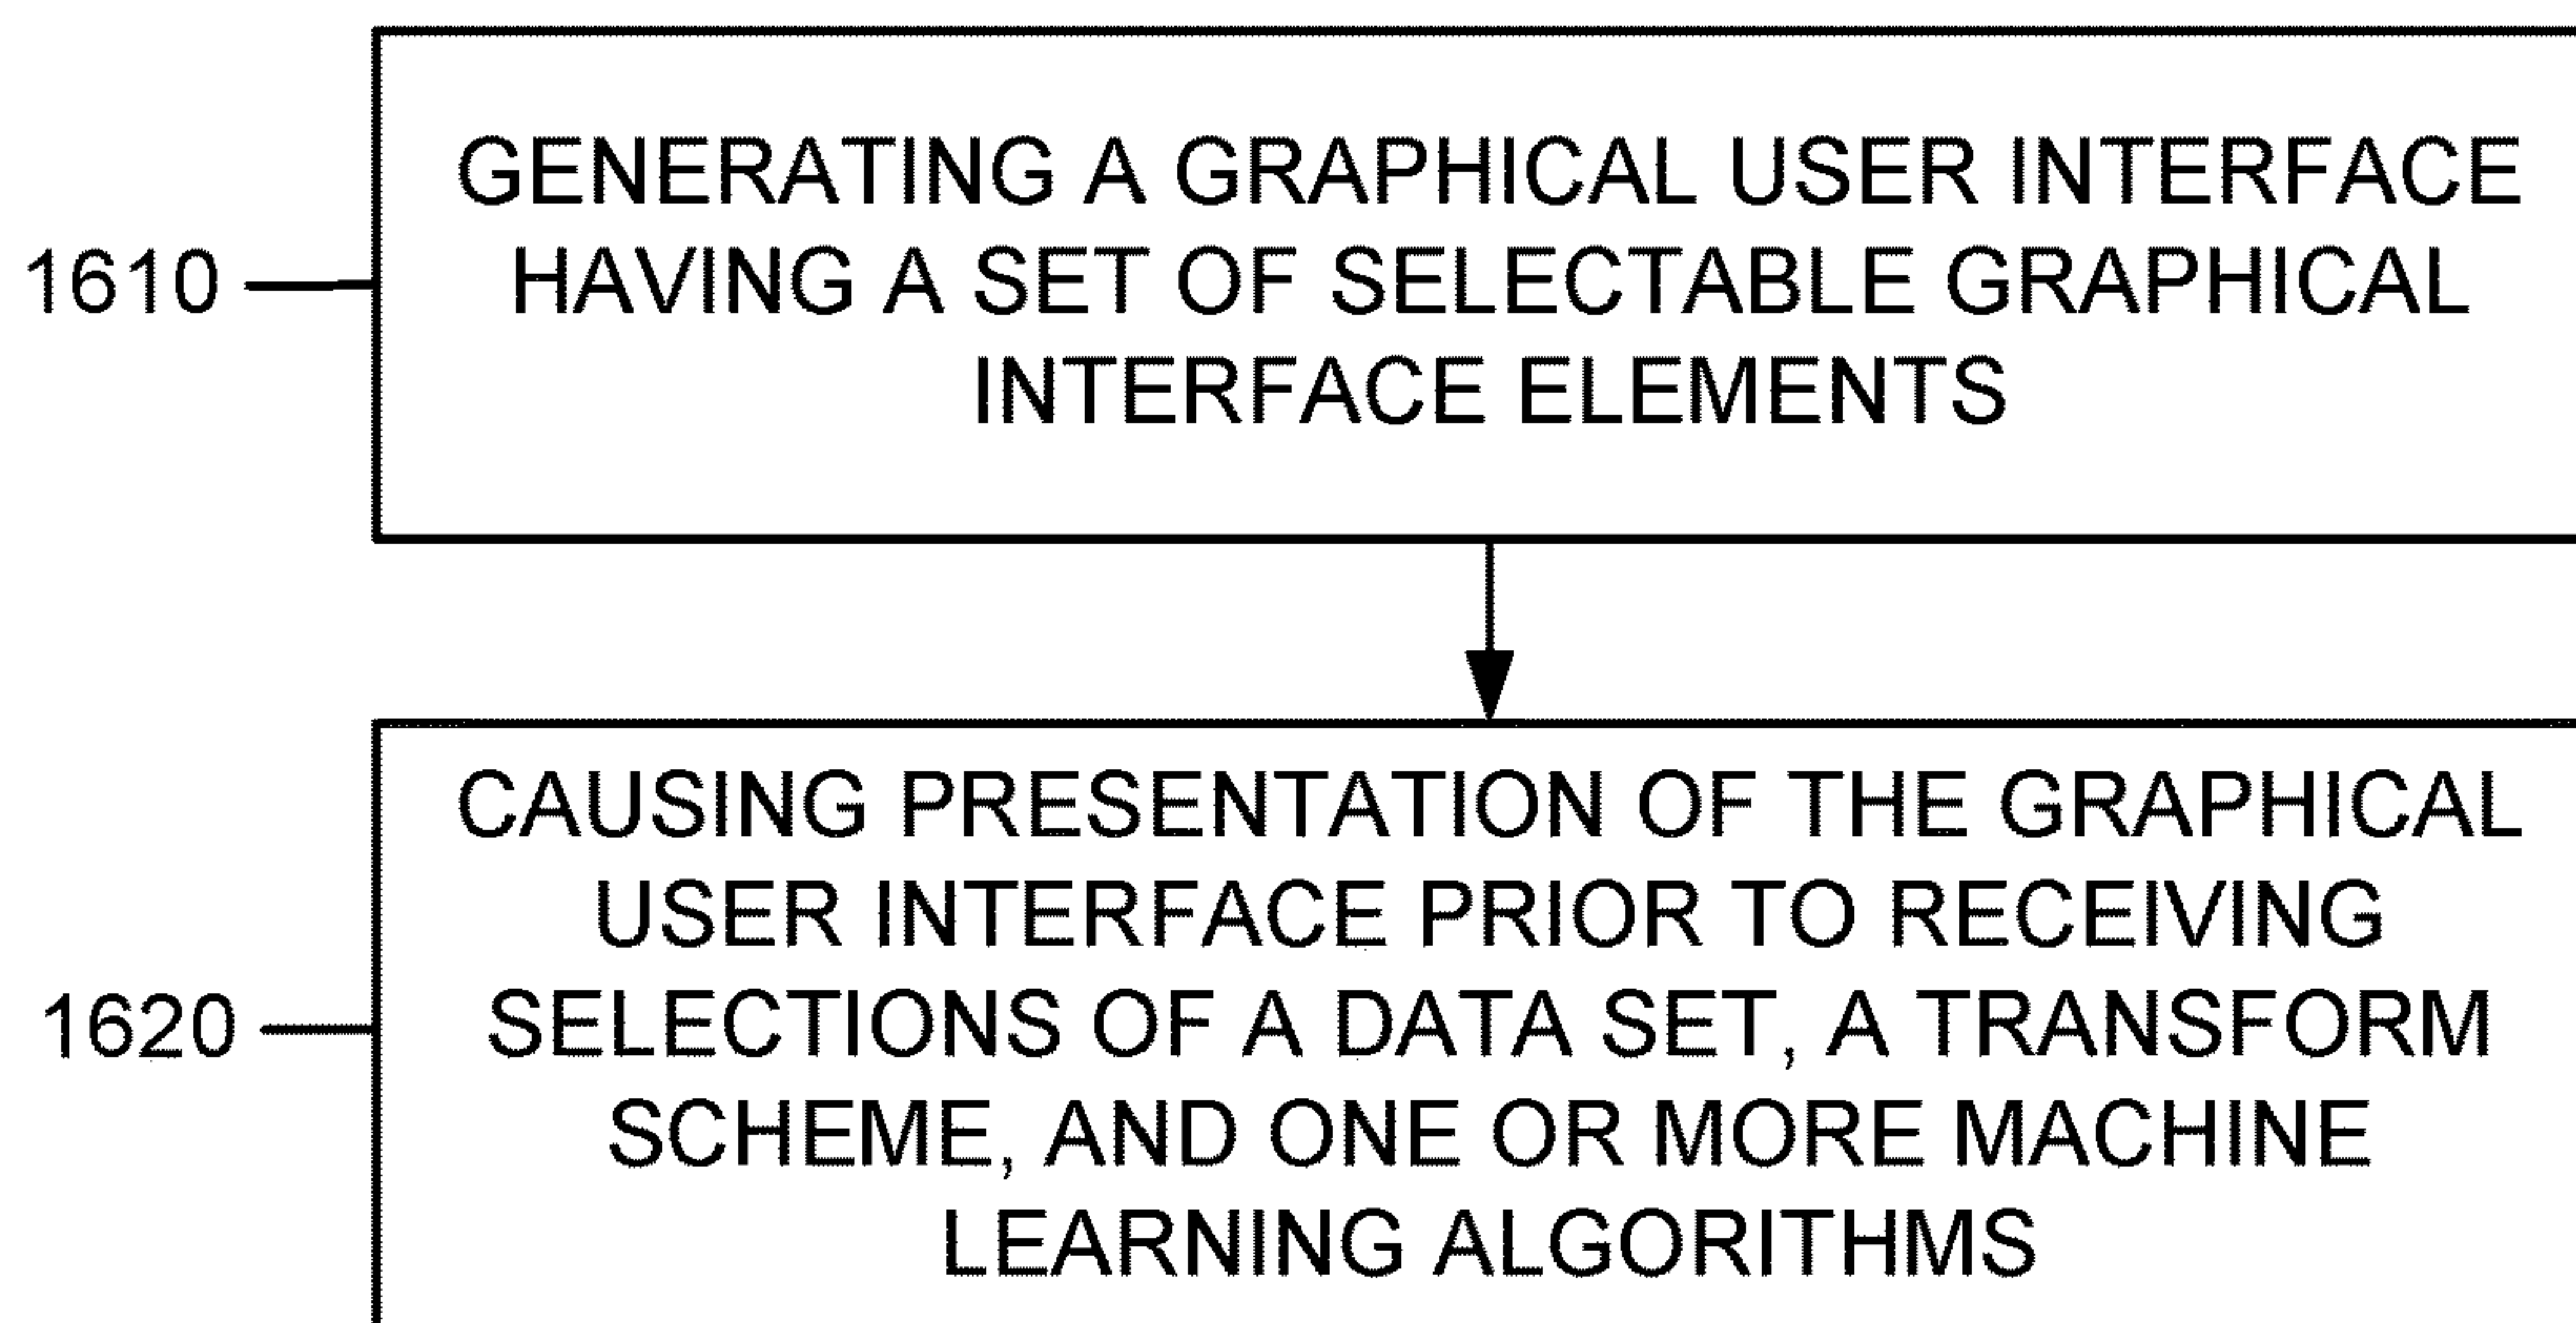 1610
GENERATING A GRAPHICAL USER INTERFACE
HAVING A SET OF SELECTABLE GRAPHICAL
INTERFACE ELEMENTS
1620
CAUSING PRESENTATION OF THE GRAPHICAL
USER INTERFACE PRIOR TO RECEIVING
SELECTIONS OF A DATA SET, A TRANSFORM
SCHEME, AND ONE OR MORE MACHINE
LEARNING ALGORITHMS